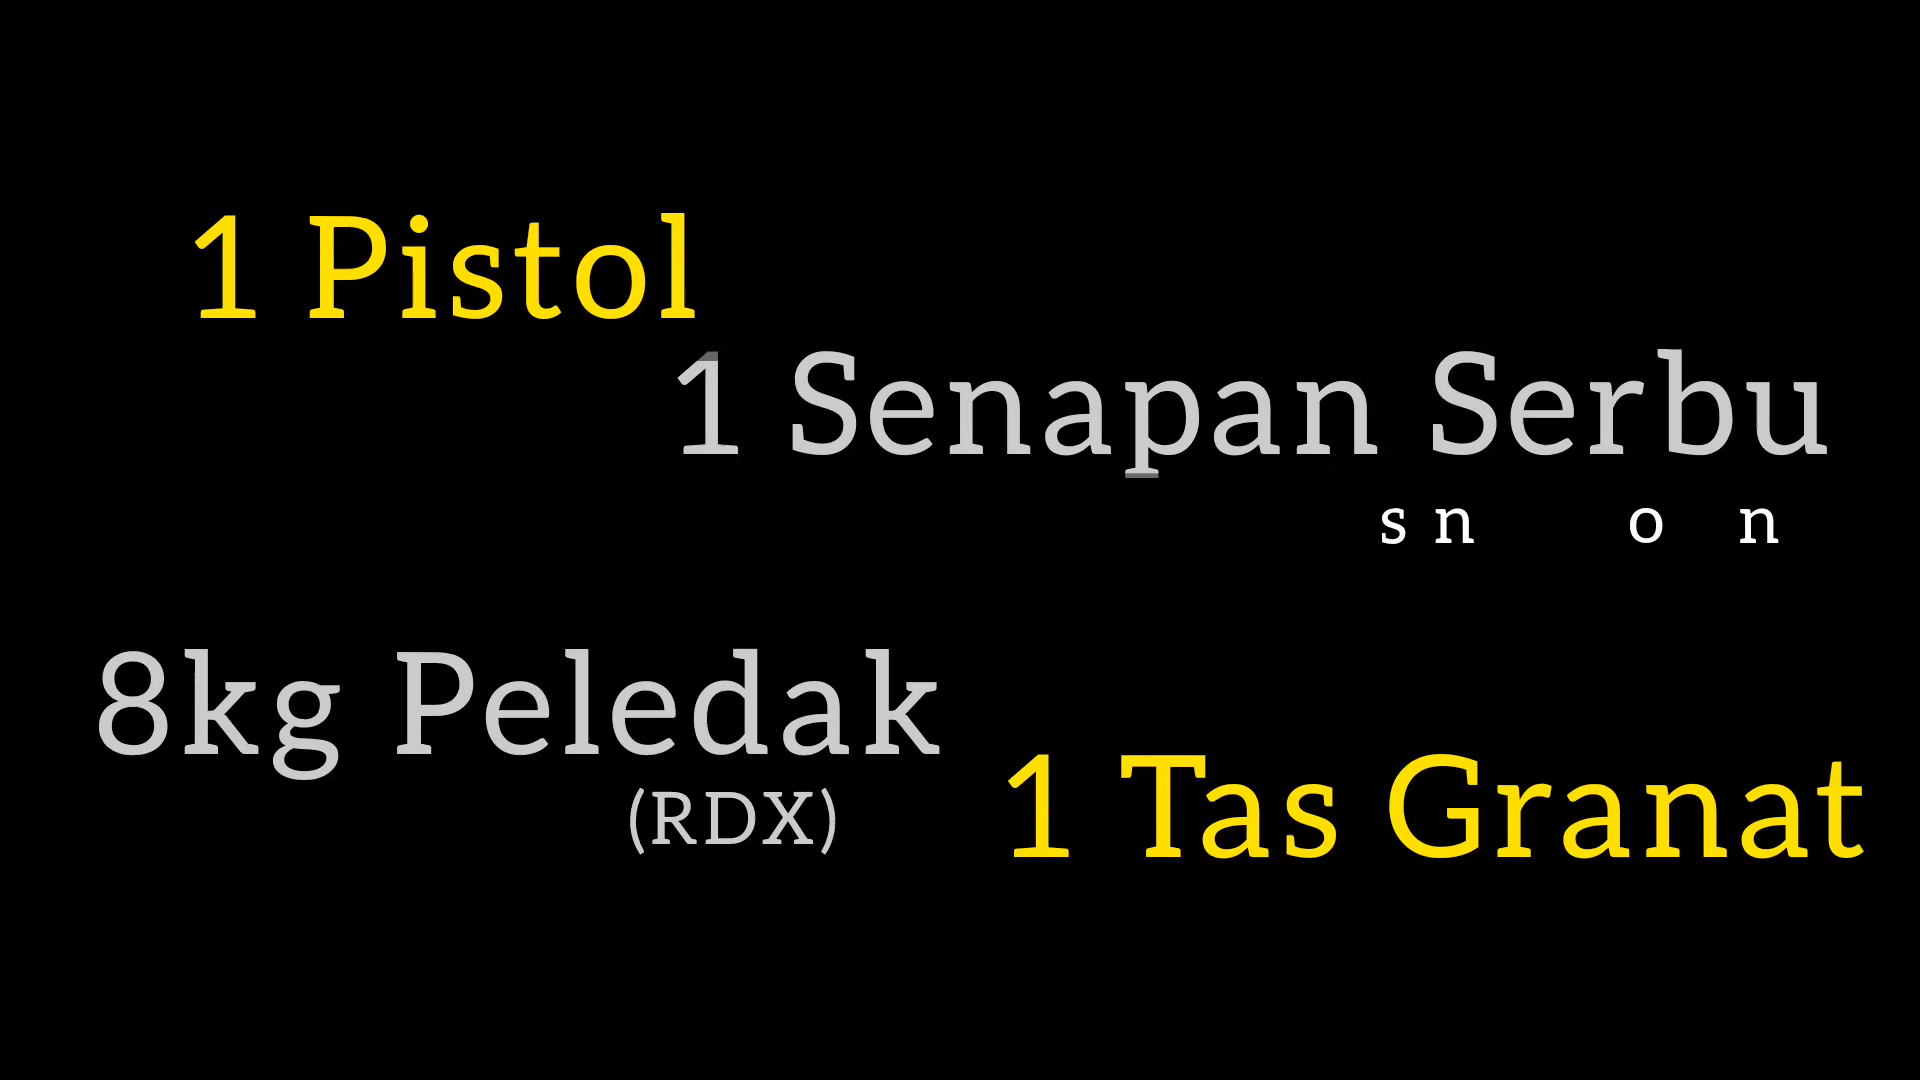 1 Pistol
1 Senapan Serbu
8kg Peledak
(RDX)
1 Tas Granat